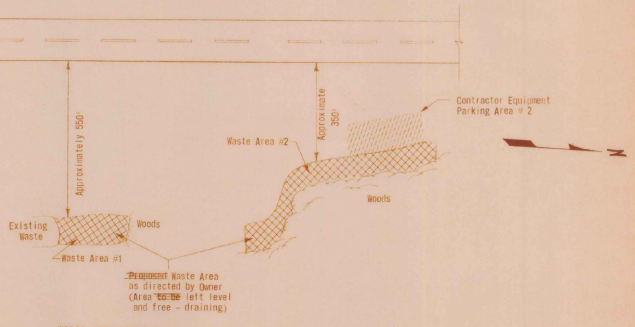 Contractor Equipment
Parking Area # 2
Approximately 550'
Approximate
350'
Waste Area #2
N
Woods
Existing
Waste
Woods
Waste Area #1
Proposed Waste Area
as directed by Owner
(Area to be left level
and free - draining)